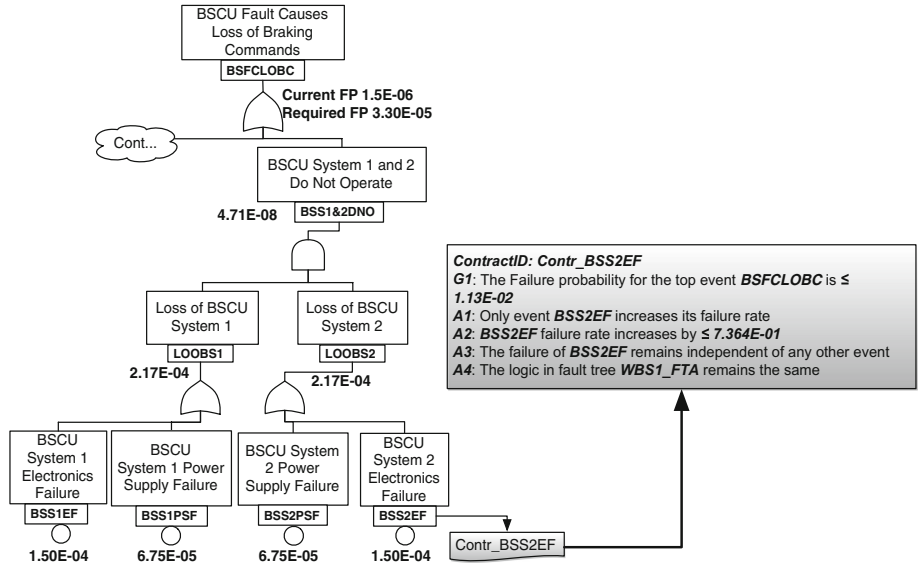 BSCU Fault Causes
Loss of Braking
Commands
BSFCLOBC
Current FP 1.5E-06
Required FP 3.30E-05
Cont...
BSCU System 1 and 2
Do Not Operate
4.71E-08
BSS1&2DNO
Loss of BSCU
System 1
Loss of BSCU
System 2
LOOBS1
LOOBS2
2.17E-04
2.17E-04
BSCU
System 1
Electronics
Failure
BSCU
System 1 Power
Supply Failure
BSCU System
2 Power
Supply Failure
BSCU
System 2
Electronics
Failure
BSS1EF
BSS1PSF
BSS2PSF
BSS2EF
1.50E-04
6.75E-05
6.75E-05
1.50E-04
Contr_BSS2EF
ContractID: Contr_BSS2EF
G1: The Failure probability for the top event BSFCLOBC is ≤
1.13E-02
A1: Only event BSS2EF increases its failure rate
A2: BSS2EF failure rate increases by ≤ 7.364E-01
A3: The failure of BSS2EF remains independent of any other event
A4: The logic in fault tree WBS1_FTA remains the same